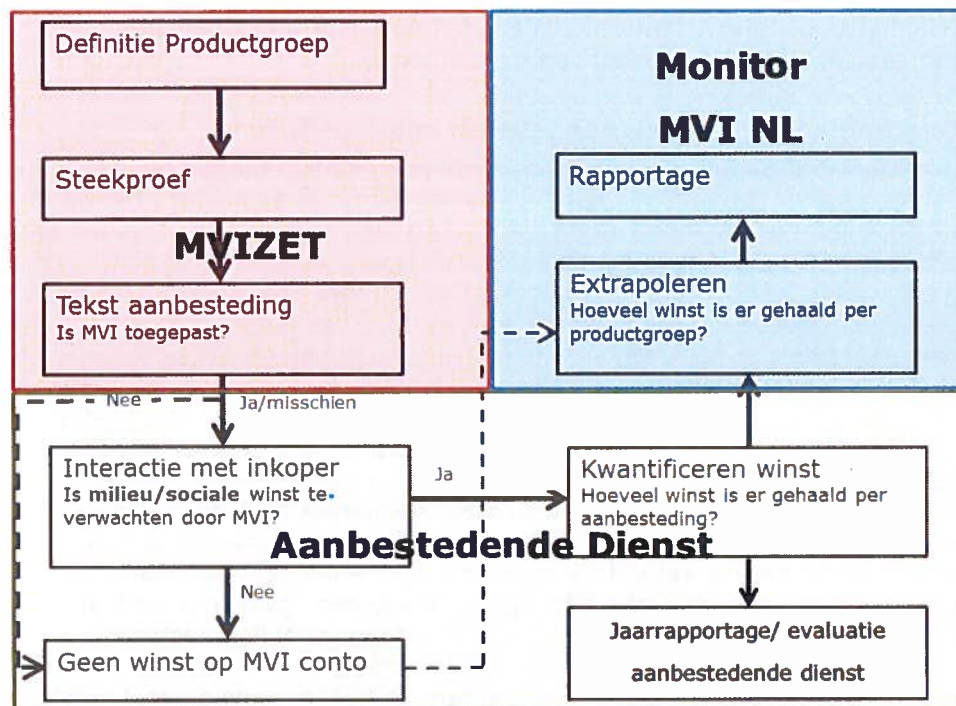 Definitie Productgroep
Steekproef
MVIZET
Tekst aanbesteding
Is MVI toegepast?
Monitor
MVI NL
Rapportage
Extrapoleren
Hoeveel winst is er gehaald per
productgroep?
Nee
Ja/misschien
Interactie met inkoper
Is milieu/sociale winst te
verwachten door MVI?
Ja
Kwantificeren winst
Hoeveel winst is er gehaald per
aanbesteding?
Aanbestedende Dienst
Nee
Geen winst op MVI conto
Jaarrapportage/ evaluatie
aanbestedende dienst